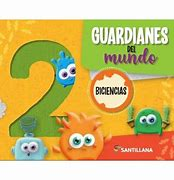 GUARDIANES
del
mundo
2
BICIENCIAS
SANTILLANA